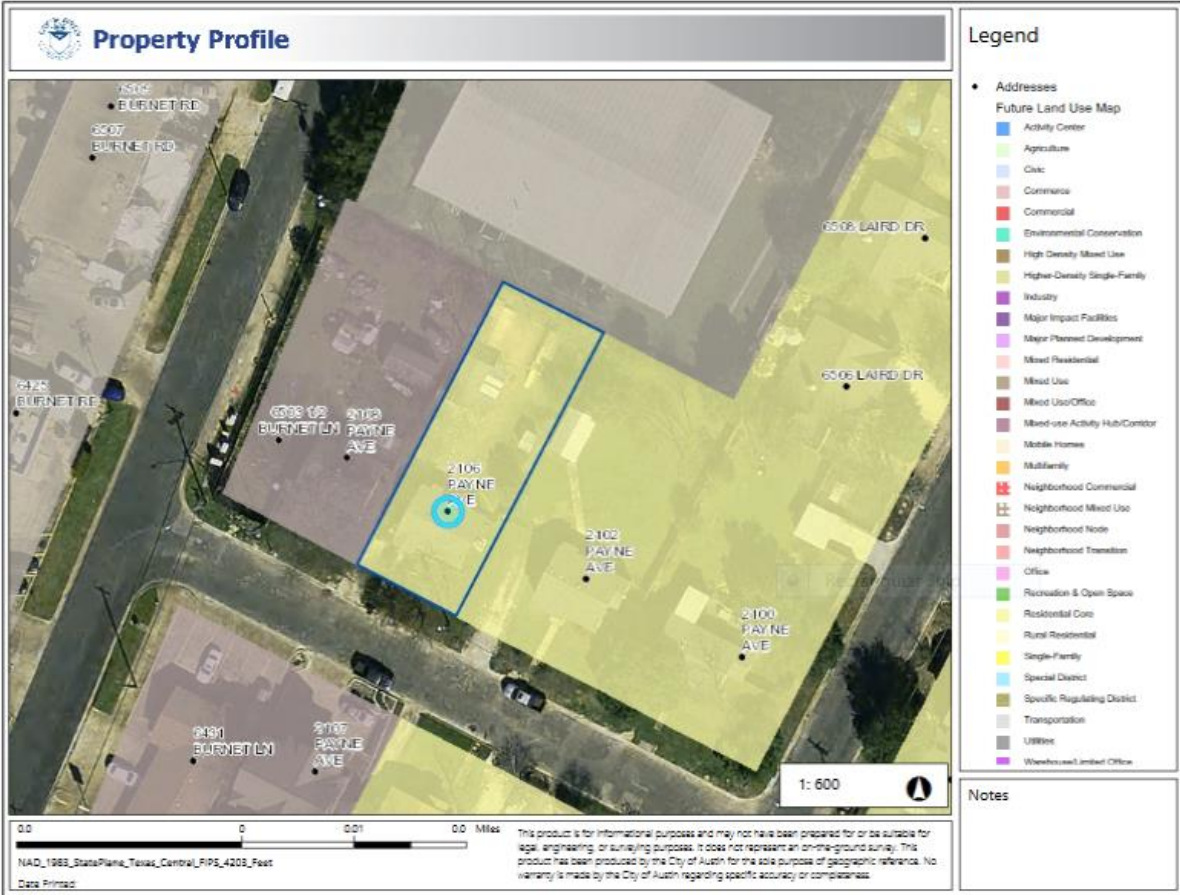 Property Profile
6505
BURNET RD
6507
BURNET RD
6508 LAIRD DR
6425
BURNET RD
6503 1/2
BURNET LN
2108
PAYNE
AVE
6506 LAIRD DR
2106
PAYNE
AVE
2102
PAYNE
AVE
2100
PAYNE
AVE
6431
BURNET LN
2107
PAYNE
AVE
1: 600
Legend
Addresses
Future Land Use Map
Activity Center
Agriculture
Civic
Commerce
Commercial
Environmental Conservation
High Density Mixed Use
Higher-Density Single-Family
Industry
Major Impact Facilities
Major Planned Development
Mixed Residential
Mixed Use
Mixed Use/Office
Mixed-use Activity Hub/Corridor
Mobile Homes
Multifamily
Neighborhood Commercial
Neighborhood Mixed Use
Neighborhood Node
Neighborhood Transition
Office
Recreation & Open Space
Residential Core
Rural Residential
Single-Family
Special District
Specific Regulating District
Transportation
Utilities
Warehouse/Limited Office
Notes
0.0 0 0.01 0.0 Miles
NAD_1983_StatePlane_Texas_Central_FIPS_4203_Feet
Date Printed:
This product is for informational purposes and may not have been prepared for or be suitable for
legal, engineering, or surveying purposes. It does not represent an on-the-ground survey. This
product has been produced by the City of Austin for the sole purpose of geographic reference. No
warranty is made by the City of Austin regarding specific accuracy or completeness.